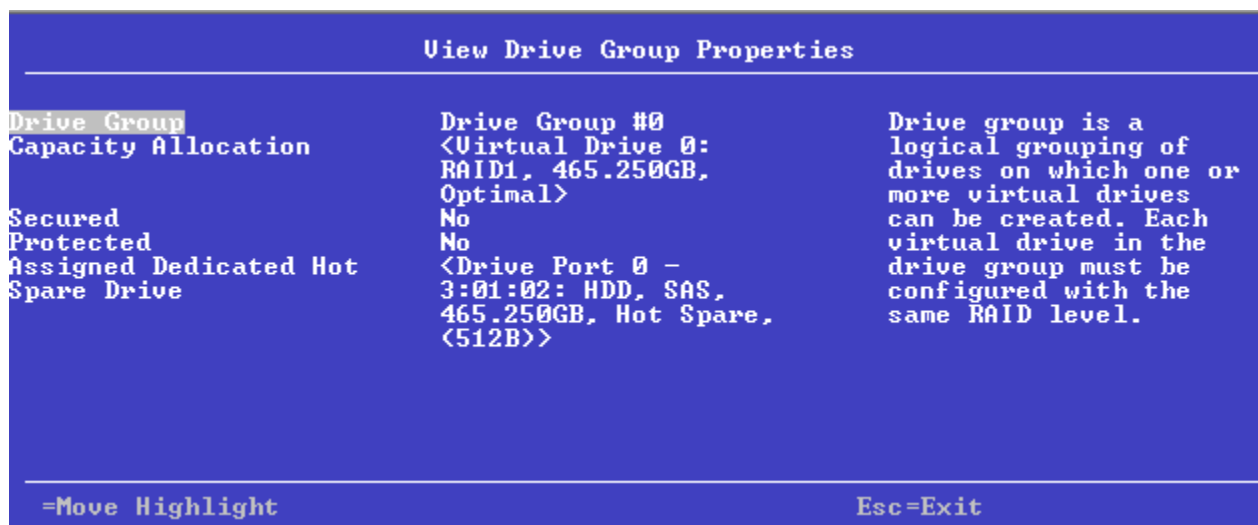 View Drive Group Properties
Drive Group
Drive Group #0
Capacity Allocation
<Virtual Drive 0:
RAID1, 465.250GB,
Optimal>
Secured
No
Protected
No
Assigned Dedicated Hot
Spare Drive
<Drive Port 0 -
3:01:02: HDD, SAS,
465.250GB, Hot Spare,
(512B)>
Drive group is a
logical grouping of
drives on which one or
more virtual drives
can be created. Each
virtual drive in the
drive group must be
configured with the
same RAID level.
=Move Highlight
Esc=Exit